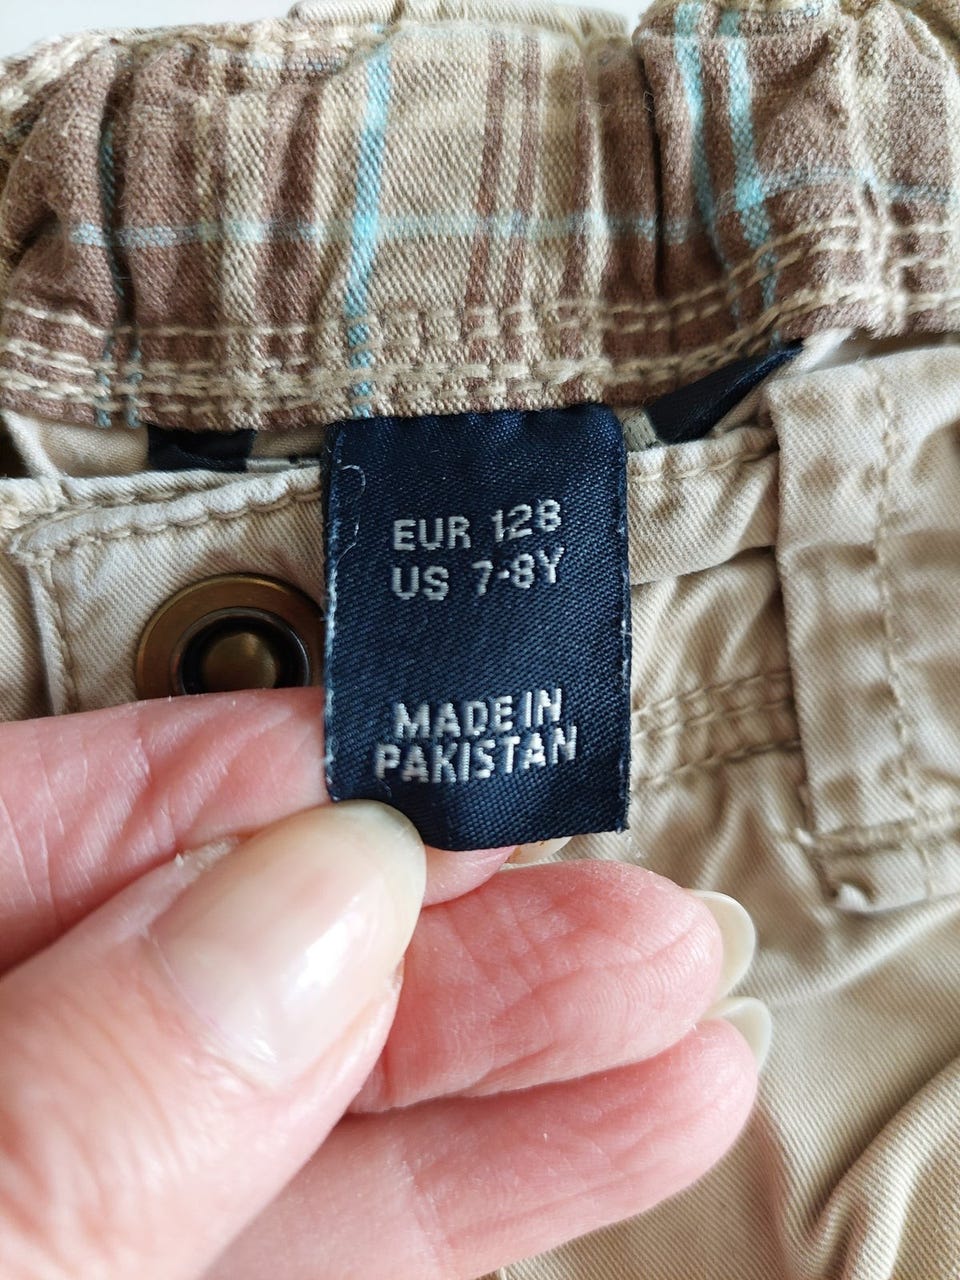 EUR 128
US 7-8Y
MADE IN
PAKISTAN